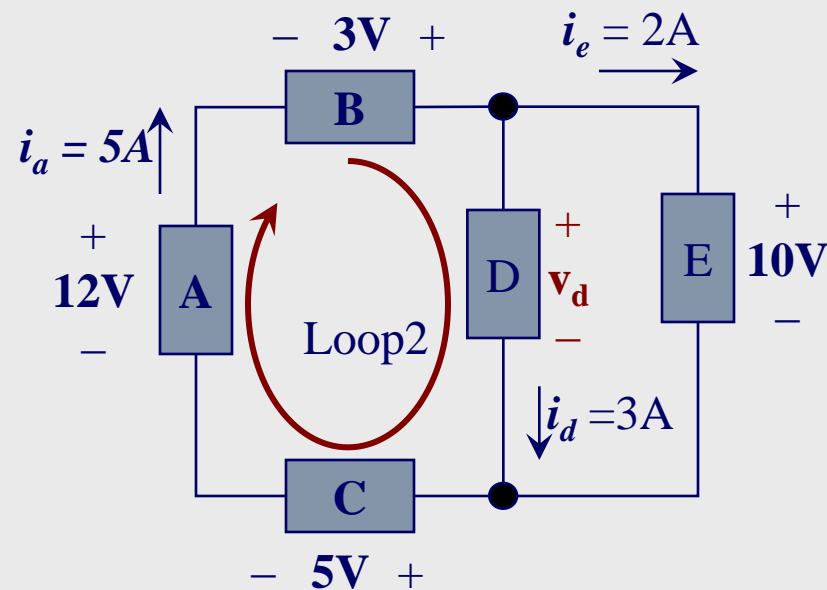 − 3V +
i_e = 2A
B
i_a = 5A
+
12V
−
A
D
+
v_d
−
E
+
10V
−
Loop2
i_d =3A
C
− 5V +